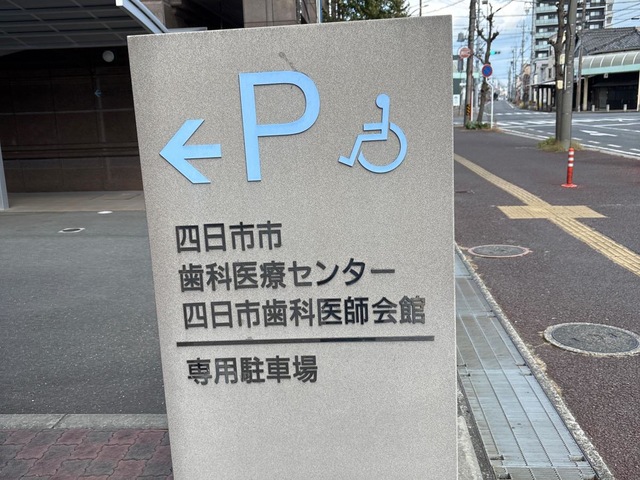 ← P
四日市市
歯科医療センター
四日市歯科医師会館
専用駐車場